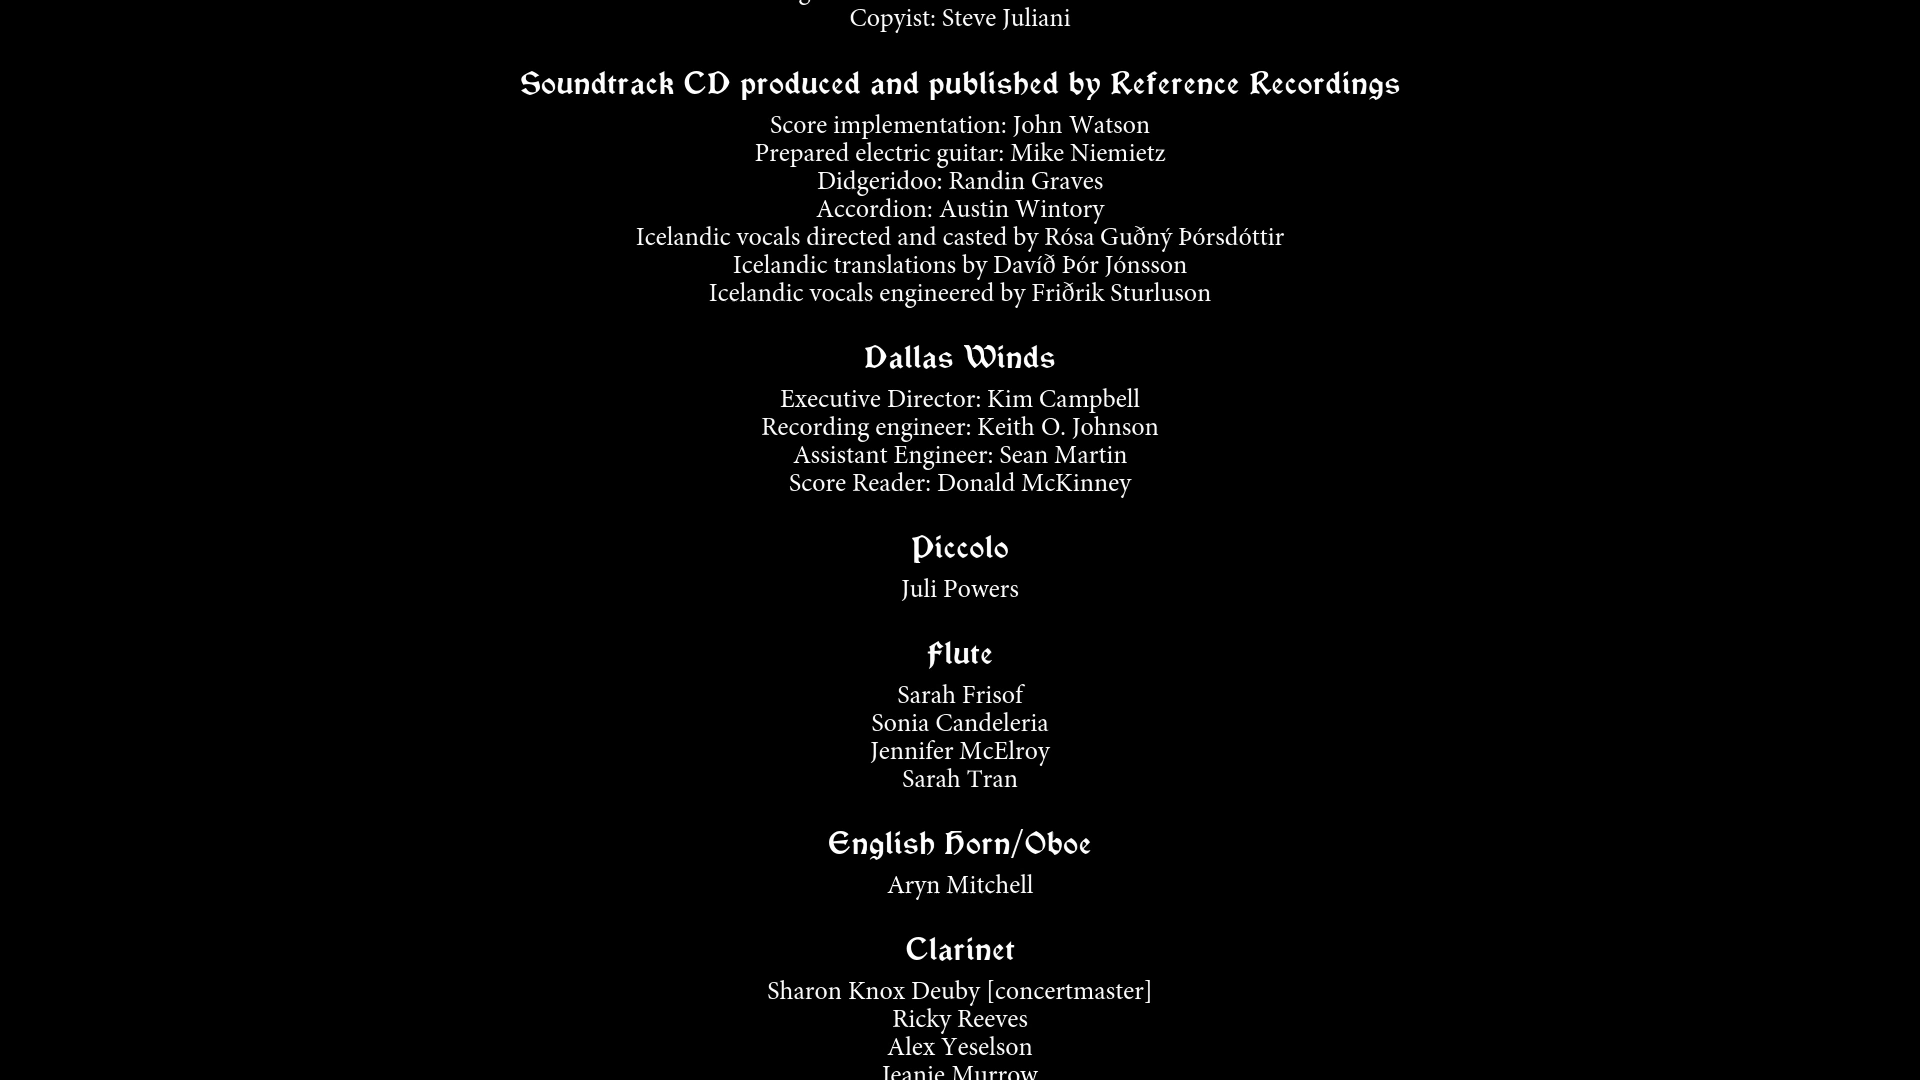 Copyist: Steve Juliani
Soundtrack CD produced and published by Reference Recordings
Score implementation: John Watson
Prepared electric guitar: Mike Niemietz
Didgeridoo: Randin Graves
Accordion: Austin Wintory
Icelandic vocals directed and casted by Rósa Guðný Þórsdóttir
Icelandic translations by Davíð Þór Jónsson
Icelandic vocals engineered by Friðrik Sturluson
Dallas Winds
Executive Director: Kim Campbell
Recording engineer: Keith O. Johnson
Assistant Engineer: Sean Martin
Score Reader: Donald McKinney
Piccolo
Juli Powers
Flute
Sarah Frisof
Sonia Candeleria
Jennifer McElroy
Sarah Tran
English Horn/Oboe
Aryn Mitchell
Clarinet
Sharon Knox Deuby [concertmaster]
Ricky Reeves
Alex Yeselson
Jeanie Murrow